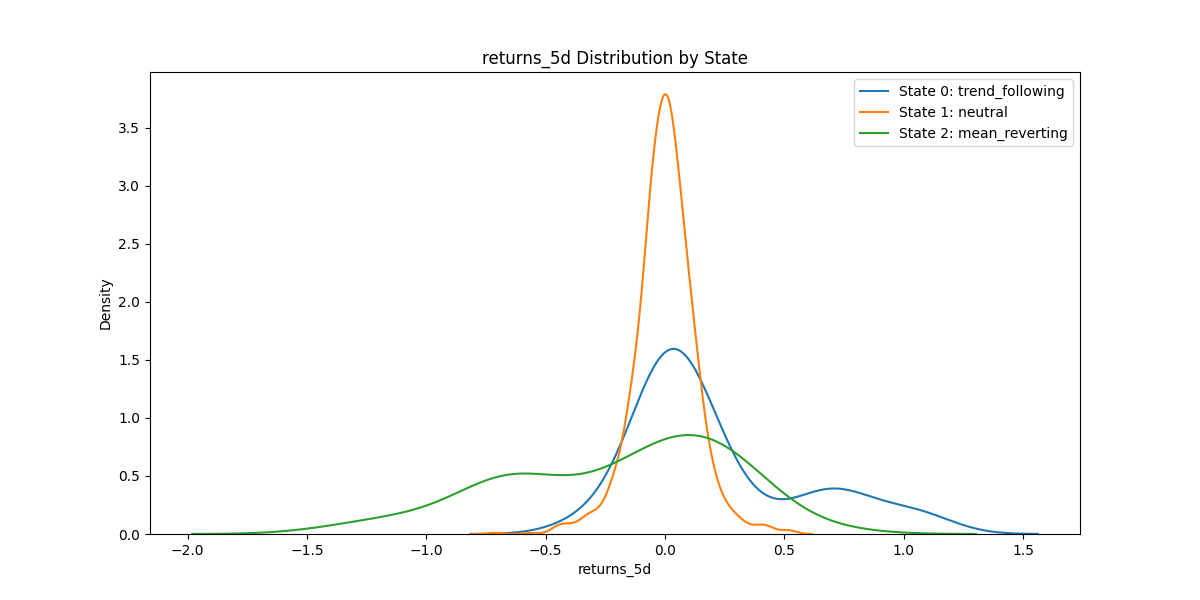 returns_5d Distribution by State
State 0: trend_following
State 1: neutral
State 2: mean_reverting
Density
3.5
3.0
2.5
2.0
1.5
1.0
0.5
0.0
−2.0 −1.5 −1.0 −0.5 0.0 0.5 1.0 1.5
returns_5d